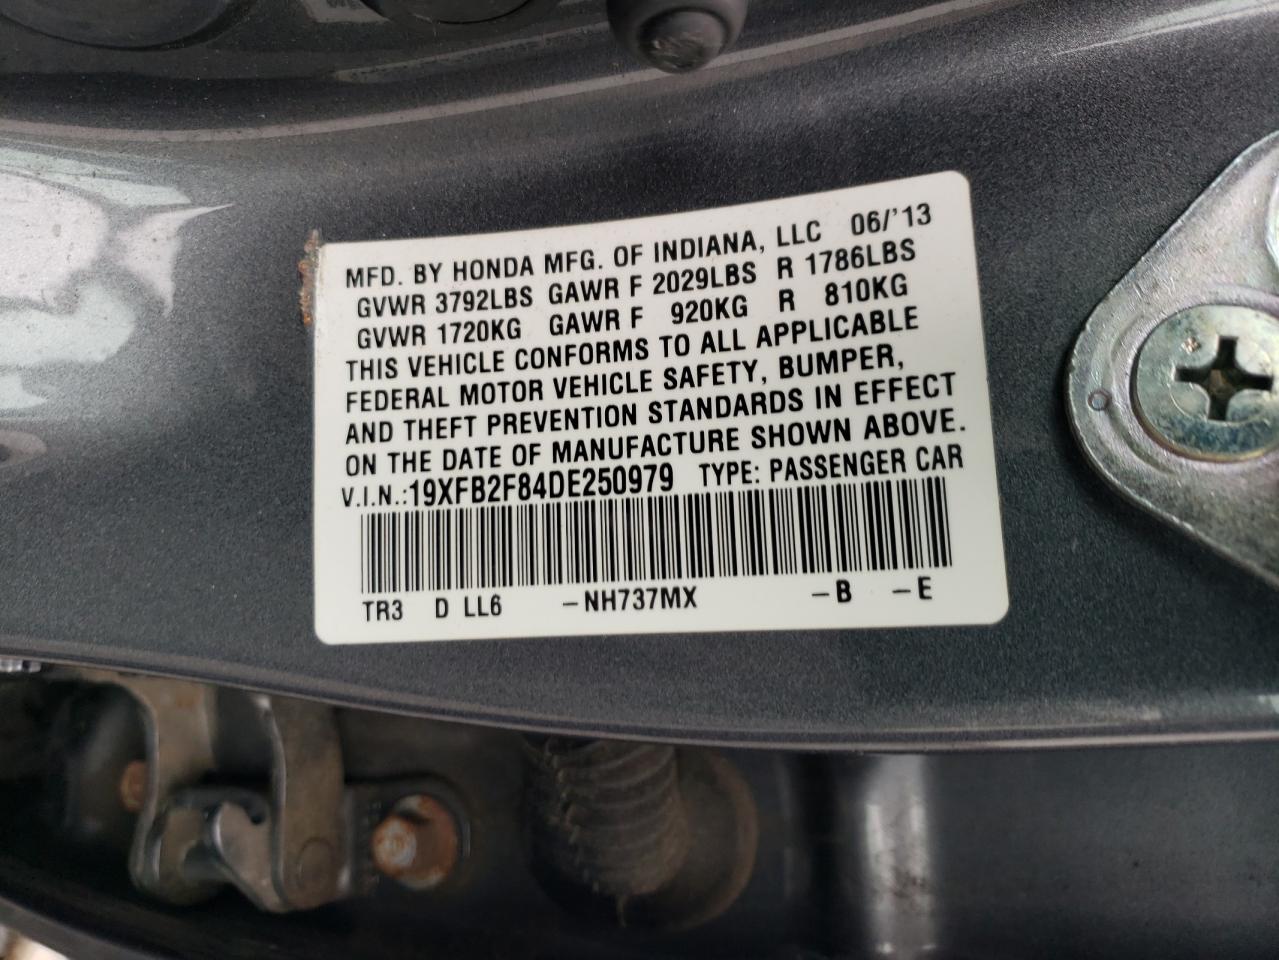 MFD. BY HONDA MFG. OF INDIANA, LLC 06/'13
GVWR 3792LBS GAWR F 2029LBS R 1786LBS
GVWR 1720KG GAWR F 920KG R 810KG
THIS VEHICLE CONFORMS TO ALL APPLICABLE
FEDERAL MOTOR VEHICLE SAFETY, BUMPER,
AND THEFT PREVENTION STANDARDS IN EFFECT
ON THE DATE OF MANUFACTURE SHOWN ABOVE.
V.I.N.:19XFB2F84DE250979 TYPE: PASSENGER CAR
TR3 D LL6 –NH737MX –B –E